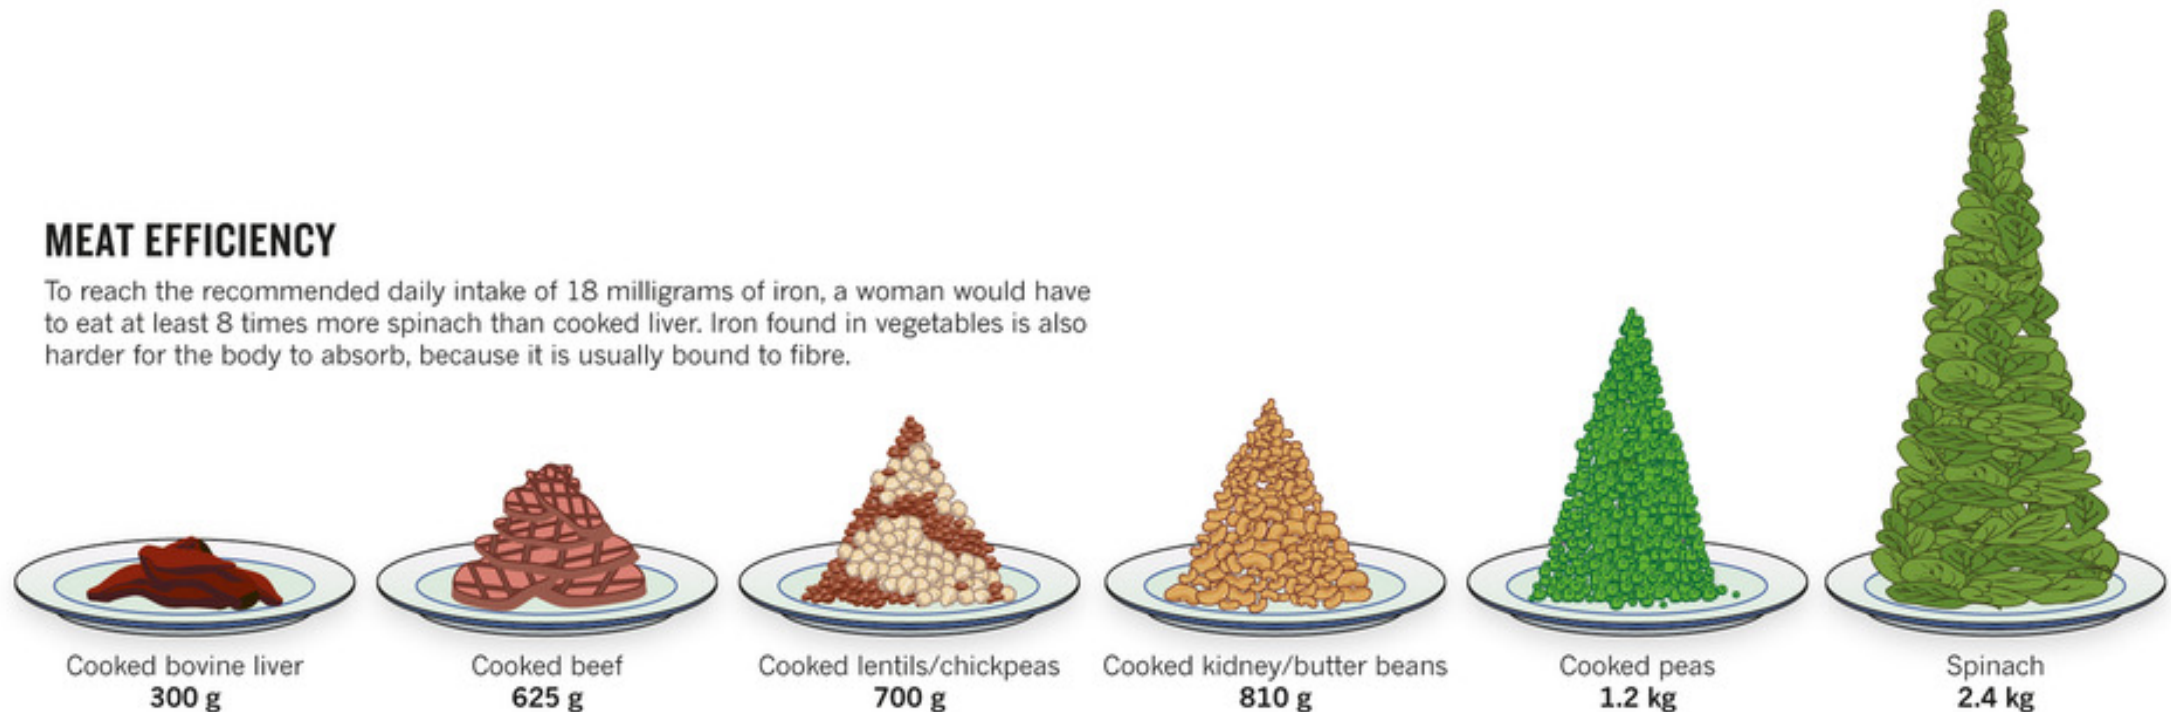 MEAT EFFICIENCY
To reach the recommended daily intake of 18 milligrams of iron, a woman would have
to eat at least 8 times more spinach than cooked liver. Iron found in vegetables is also
harder for the body to absorb, because it is usually bound to fibre.
Cooked bovine liver
300 g
Cooked beef
625 g
Cooked lentils/chickpeas
700 g
Cooked kidney/butter beans
810 g
Cooked peas
1.2 kg
Spinach
2.4 kg